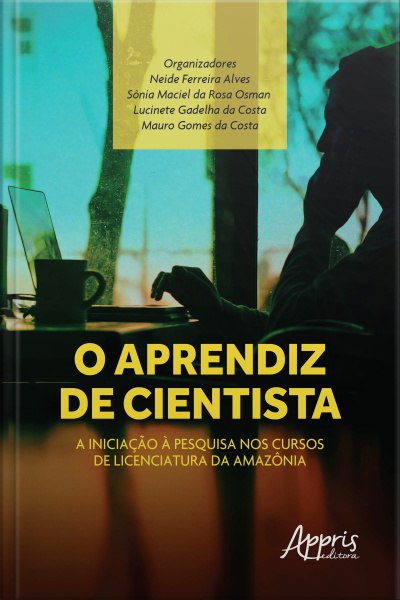 Organizadores
Neide Ferreira Alves
Sônia Maciel da Rosa Osman
Lucinete Gadelha da Costa
Mauro Gomes da Costa
O APRENDIZ
DE CIENTISTA
A INICIAÇÃO À PESQUISA NOS CURSOS
DE LICENCIATURA DA AMAZÔNIA
Appris
editora